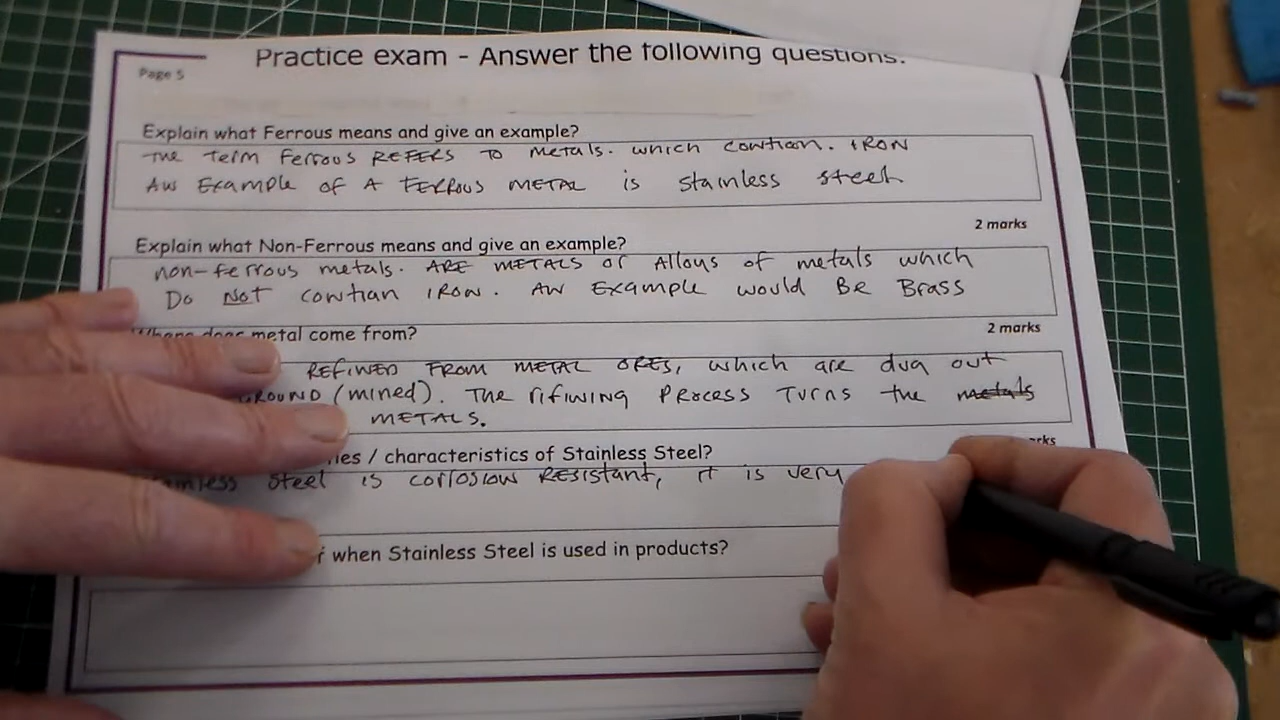 Practice exam - Answer the following questions.
Page 5
Explain what Ferrous means and give an example?
The Term Ferrous REFERS TO metals. which contian. IRON
AN Example of A FERROUS METAL is stainless steel
2 marks
Explain what Non-Ferrous means and give an example?
non-ferrous metals. ARE METALS or Alloys of metals which
Do NOT contian IRON. AN Example would BE Brass
2 marks
Where does metal come from?
REFINED FROM METAL ORES, which are dug out
GROUND (mined). The rifining PROCESS Turns the metals
METALS.
/ characteristics of Stainless Steel?
Steel is corrosion RESistant, it is very
when Stainless Steel is used in products?